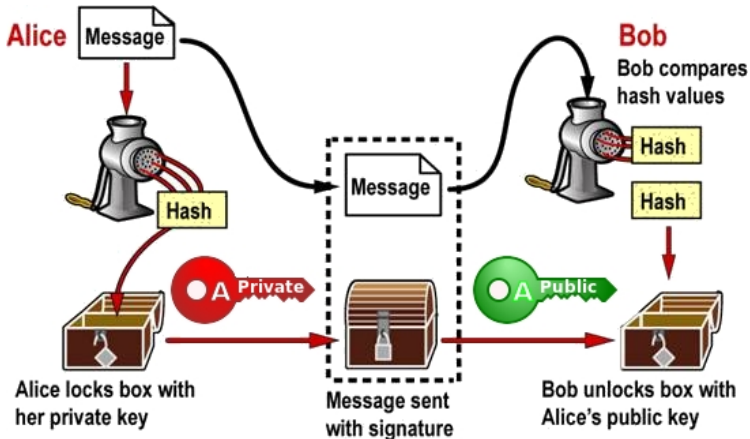 Alice
Message
Hash
A Private
Alice locks box with
her private key
Message
Message sent
with signature
A Public
Bob
Bob compares
hash values
Hash
Hash
Bob unlocks box with
Alice's public key